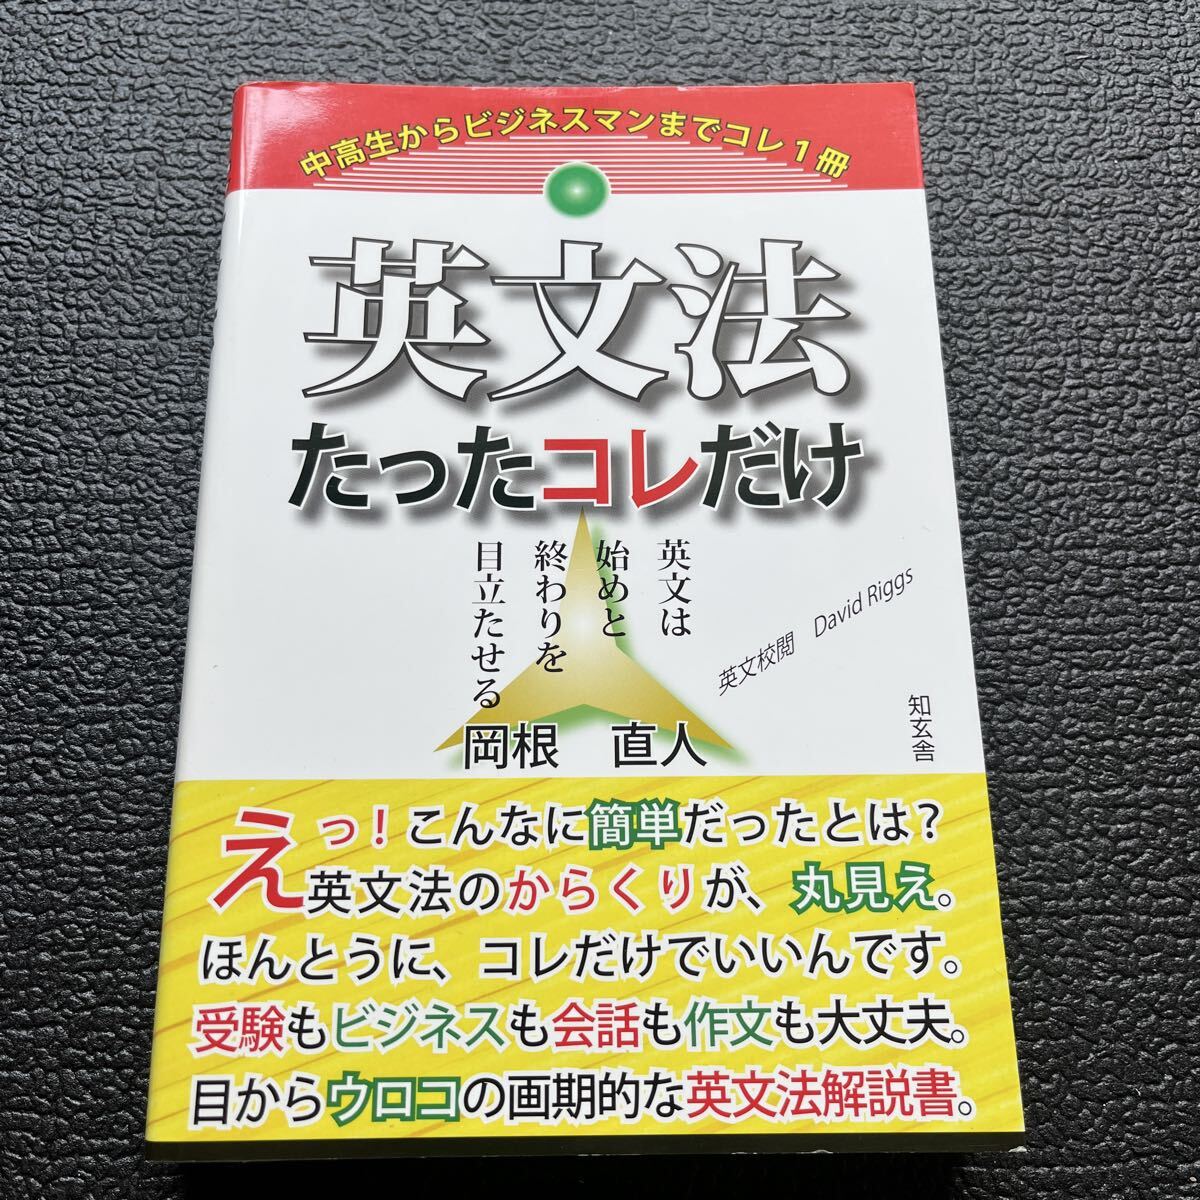 中高生からビジネスマンまでコレ1冊
英文法
たったコレだけ
英文は
始めと
終わりを
目立たせる
英文校閲 David Riggs
岡根 直人
知玄舎
えっ!こんなに簡単だったとは?
英文法のからくりが、丸見え。
ほんとうに、コレだけでいいんです。
受験もビジネスも会話も作文も大丈夫。
目からウロコの画期的な英文法解説書。